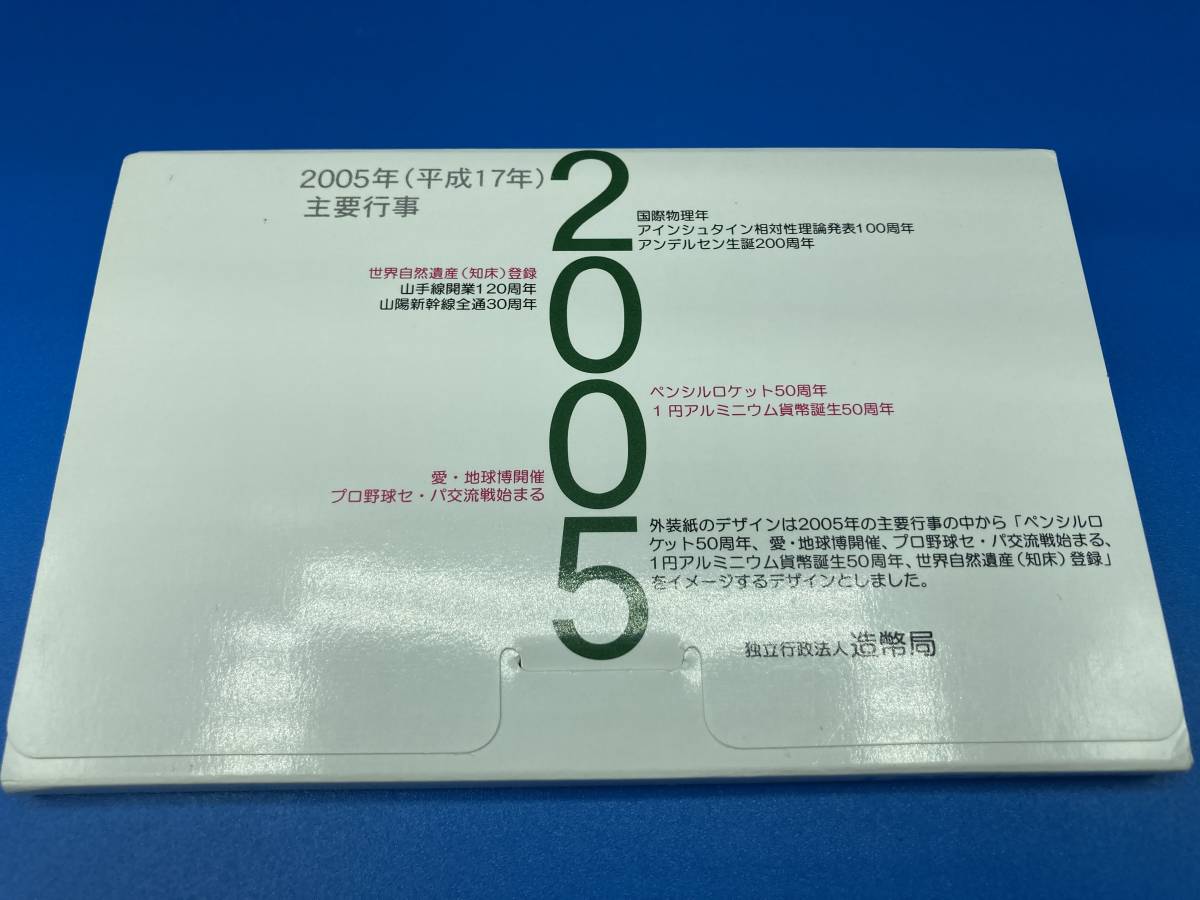 2005年(平成17年)
主要行事
2005
国際物理年
アインシュタイン相対性理論発表100周年
アンデルセン生誕200周年
世界自然遺産(知床)登録
山手線開業120周年
山陽新幹線全通30周年
ペンシルロケット50周年
1円アルミニウム貨幣誕生50周年
愛・地球博開催
プロ野球セ・パ交流戦始まる
外装紙のデザインは2005年の主要行事の中から「ペンシルロ
ケット50周年、愛・地球博開催、プロ野球セ・パ交流戦始まる、
1円アルミニウム貨幣誕生50周年、世界自然遺産(知床)登録」
をイメージするデザインとしました。
独立行政法人 造幣局